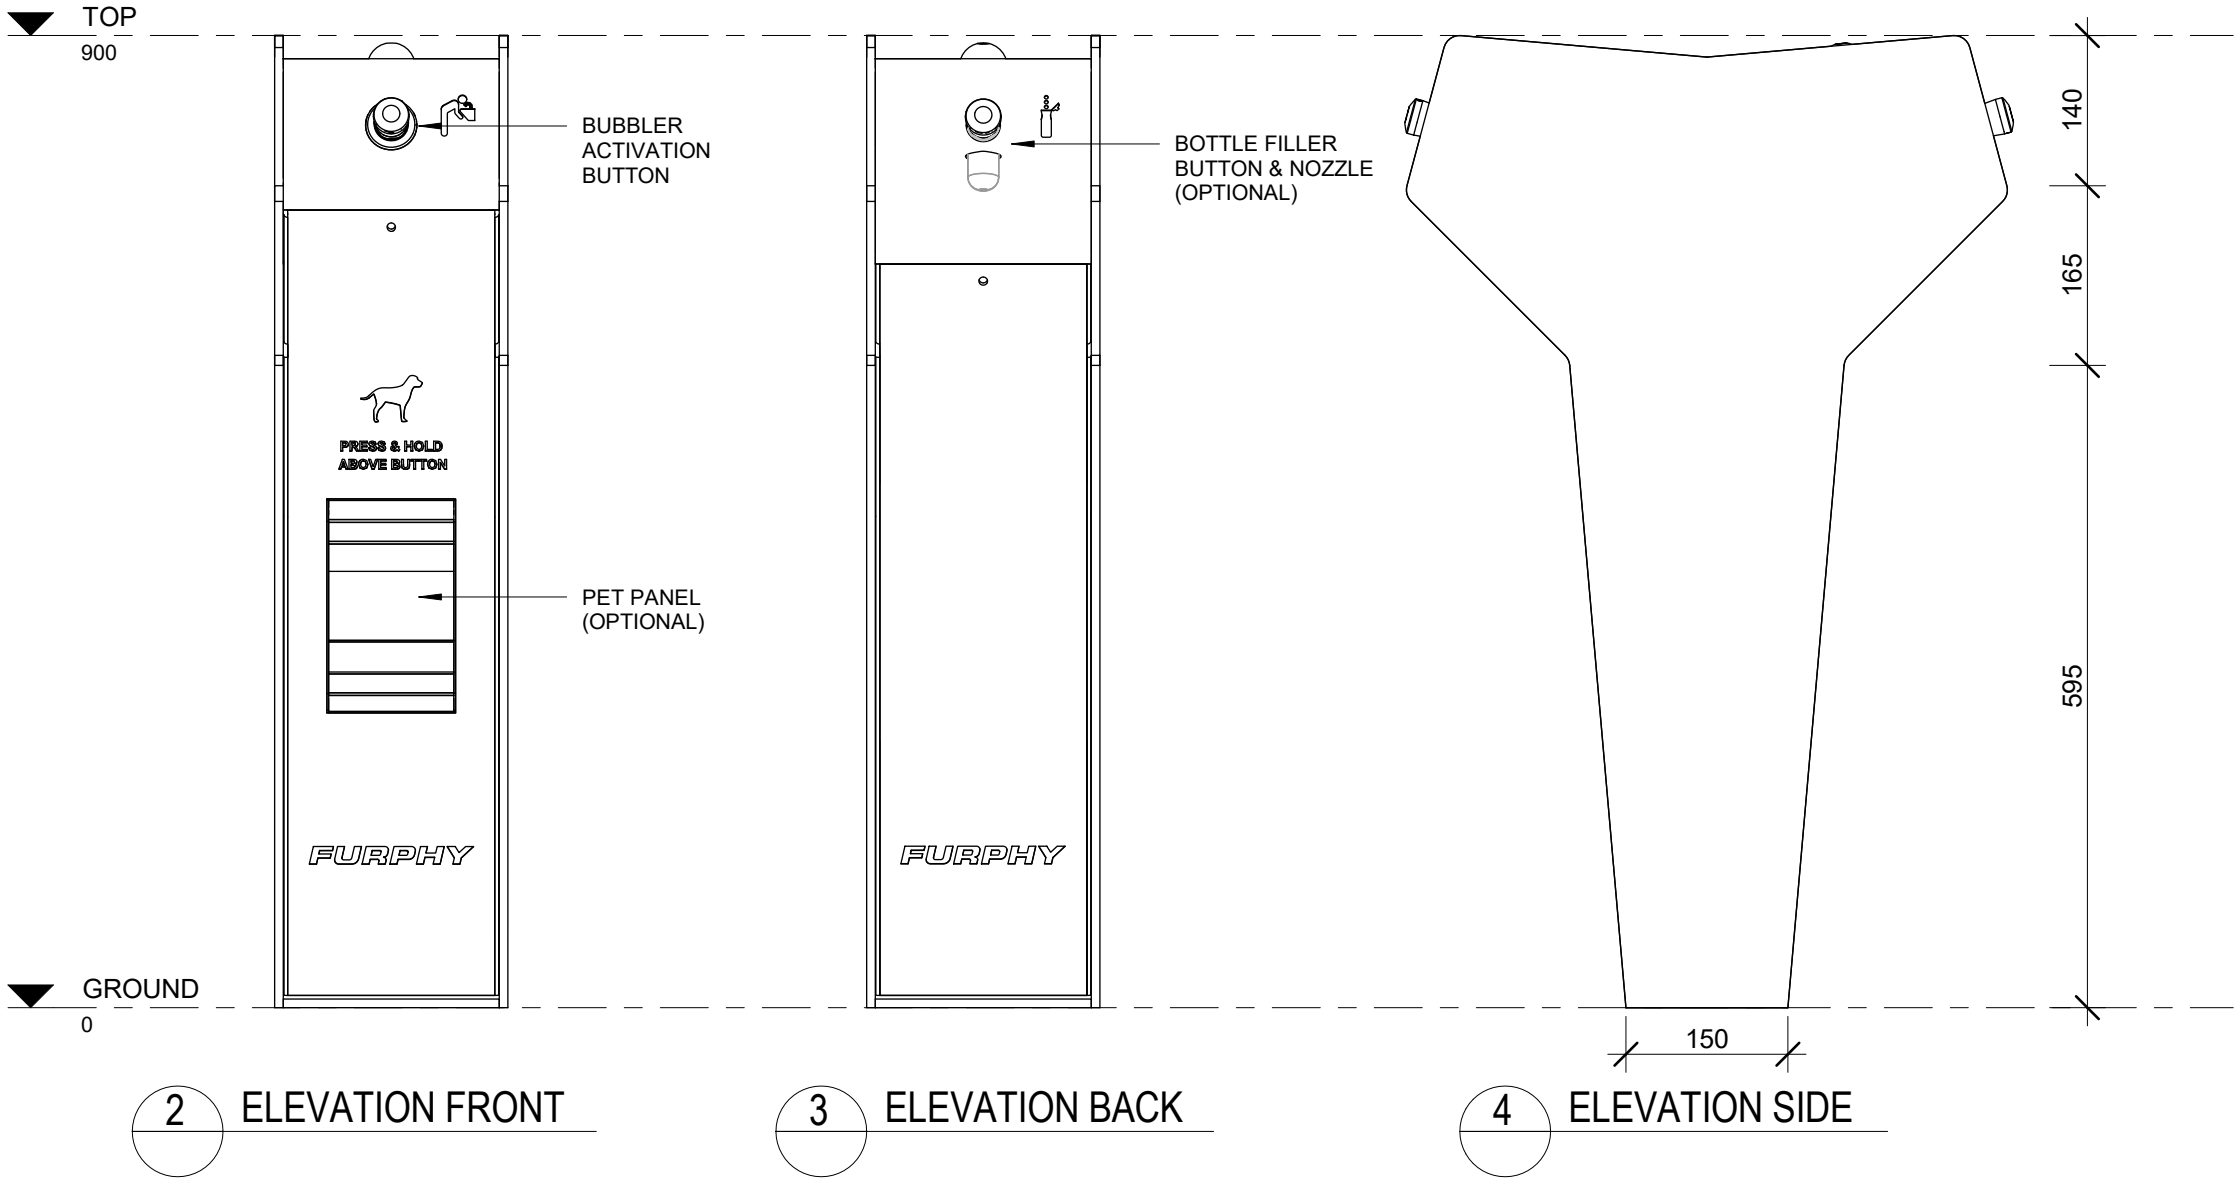 TOP
900
BUBBLER
ACTIVATION
BUTTON
PRESS & HOLD
ABOVE BUTTON
PET PANEL
(OPTIONAL)
FURPHY
BOTTLE FILLER
BUTTON & NOZZLE
(OPTIONAL)
FURPHY
140
165
595
150
GROUND
0
2 ELEVATION FRONT
3 ELEVATION BACK
4 ELEVATION SIDE